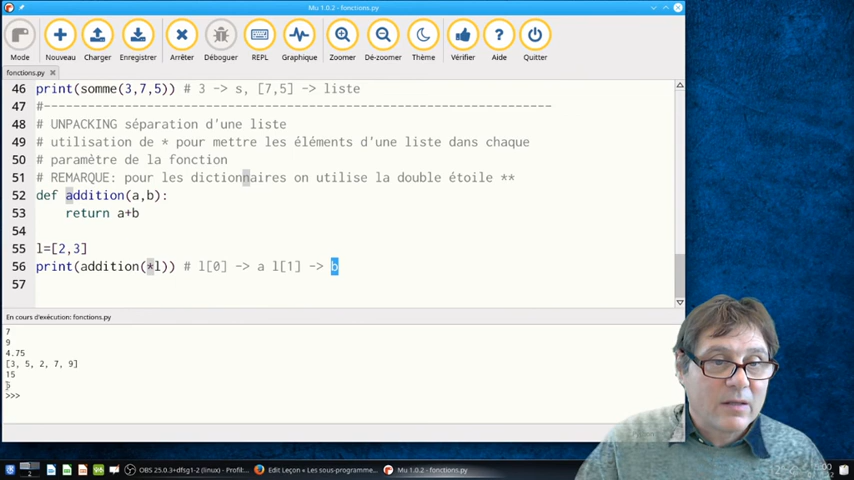 Mu 1.0.2 - fonctions.py
Mode
Nouveau
Charger
Enregistrer
Arrêter
Déboguer
REPL
Graphique
Zoomer
Dé-zoomer
Thème
Vérifier
Aide
Quitter
fonctions.py
46 print(somme(3,7,5)) # 3 -> s, [7,5] -> liste
47 #----------------------------------------------------------------------
48 # UNPACKING séparation d'une liste
49 # utilisation de * pour mettre les éléments d'une liste dans chaque
50 # paramètre de la fonction
51 # REMARQUE: pour les dictionnaires on utilise la double étoile **
52 def addition(a,b):
53 return a+b
54
55 l=[2,3]
56 print(addition(*l)) # l[0] -> a l[1] -> b
57
En cours d'exécution: fonctions.py
7
9
4.75
[3, 5, 2, 7, 9]
15
5
>>>
OBS 25.0.3+dfsg1-2 (linux) - Profil:...
Edit Leçon « Les sous-programme...
Mu 1.0.2 - fonctions.py